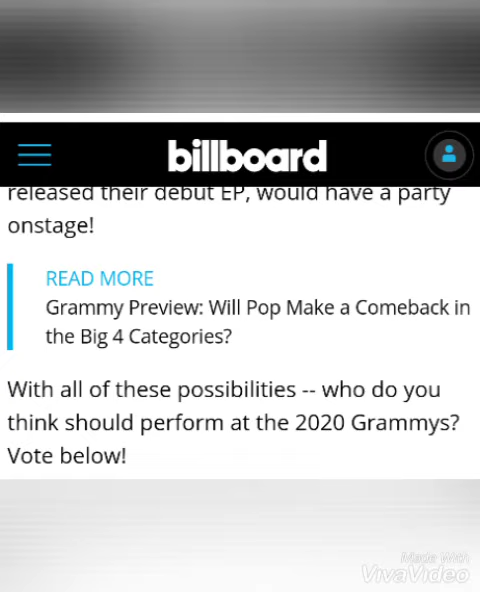 billboard
released their debut EP, would have a party
onstage!
READ MORE
Grammy Preview: Will Pop Make a Comeback in
the Big 4 Categories?
With all of these possibilities -- who do you
think should perform at the 2020 Grammys?
Vote below!
Made With
VivaVideo